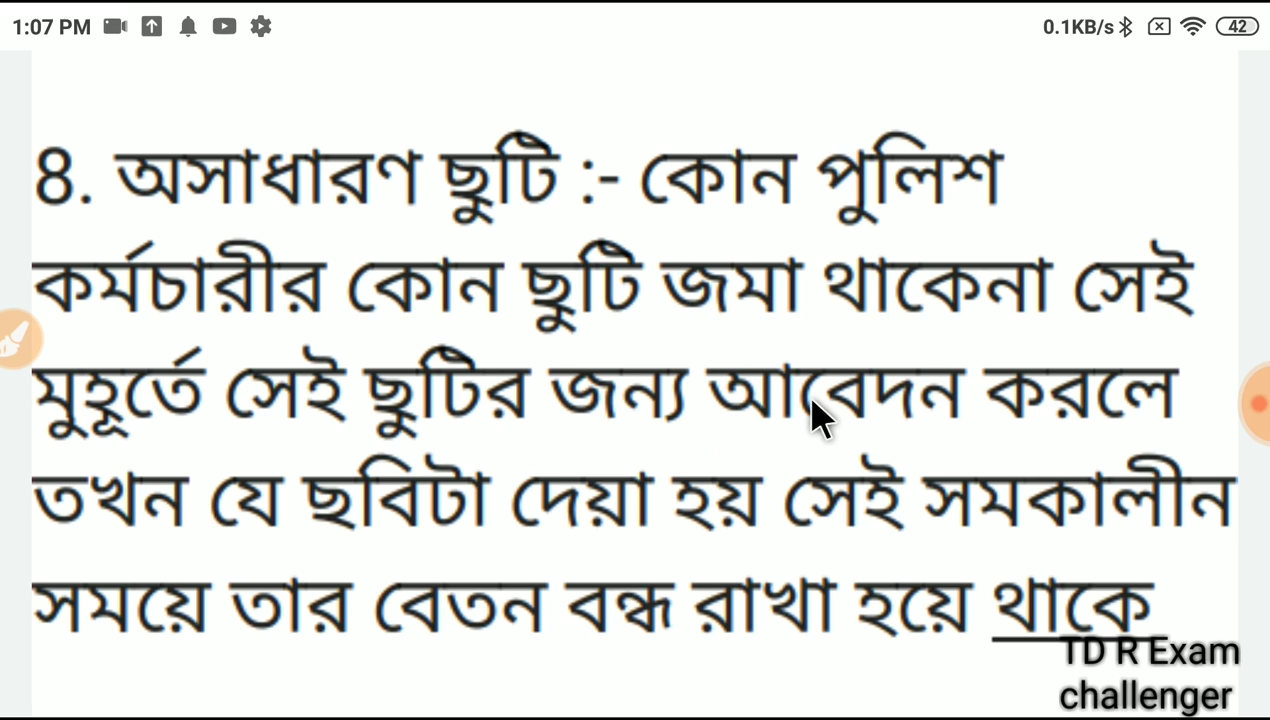 1:07 PM
0.1KB/s 42
8. অসাধারণ ছুটি :- কোন পুলিশ
কর্মচারীর কোন ছুটি জমা থাকেনা সেই
মুহূর্তে সেই ছুটির জন্য আবেদন করলে
তখন যে ছবিটা দেয়া হয় সেই সমকালীন
সময়ে তার বেতন বন্ধ রাখা হয়ে থাকে
TD R Exam
challenger